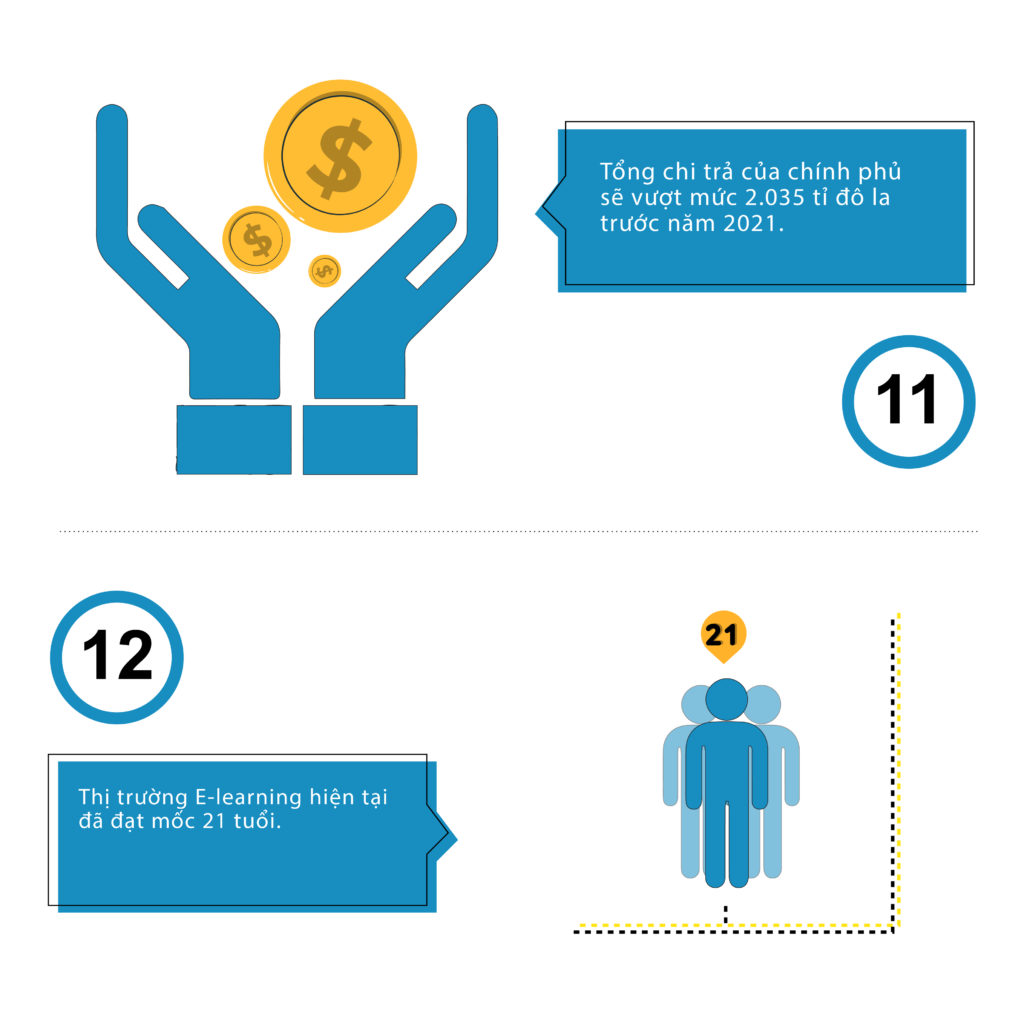 $
$
$
Tổng chi trả của chính phủ
sẽ vượt mức 2.035 tỉ đô la
trước năm 2021.
11
12
21
Thị trường E-learning hiện tại
đã đạt mốc 21 tuổi.